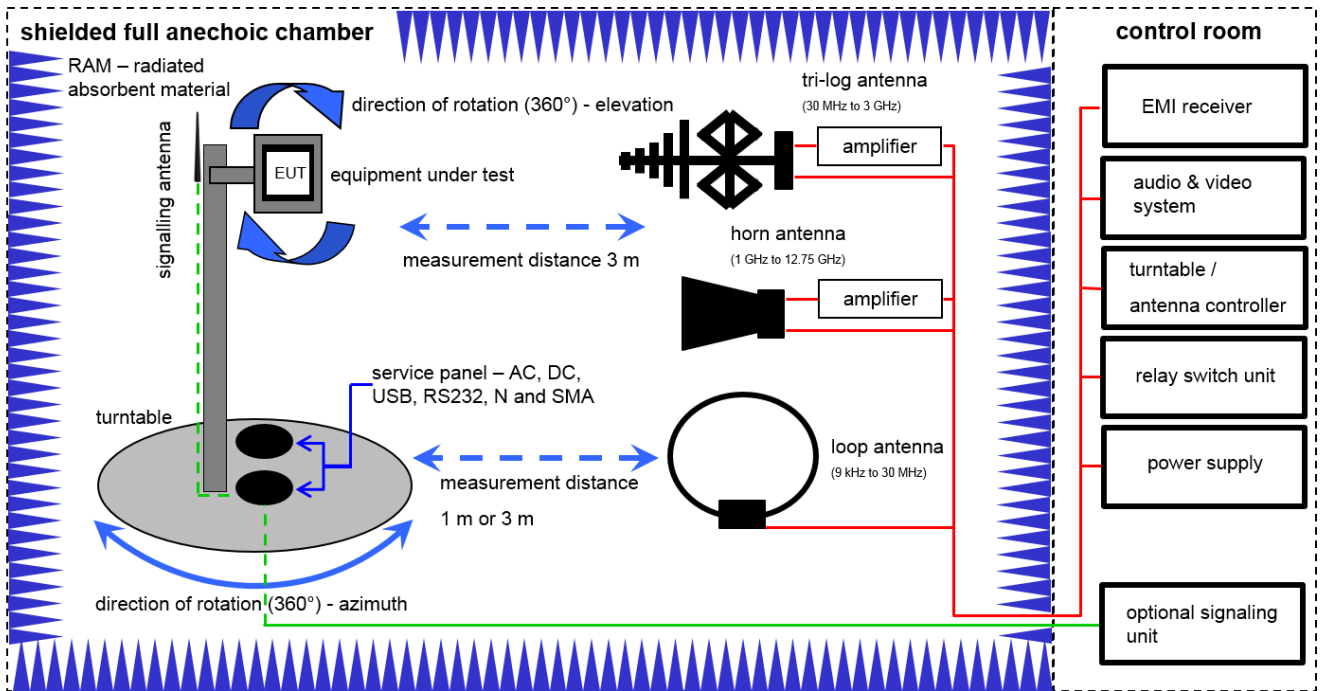 shielded full anechoic chamber
control room
RAM – radiated
absorbent material
signalling antenna
direction of rotation (360°) - elevation
EUT
equipment under test
tri-log antenna
(30 MHz to 3 GHz)
amplifier
measurement distance 3 m
horn antenna
(1 GHz to 12.75 GHz)
amplifier
service panel – AC, DC,
USB, RS232, N and SMA
turntable
loop antenna
(9 kHz to 30 MHz)
measurement distance
1 m or 3 m
direction of rotation (360°) - azimuth
EMI receiver
audio & video
system
turntable /
antenna controller
relay switch unit
power supply
optional signaling
unit